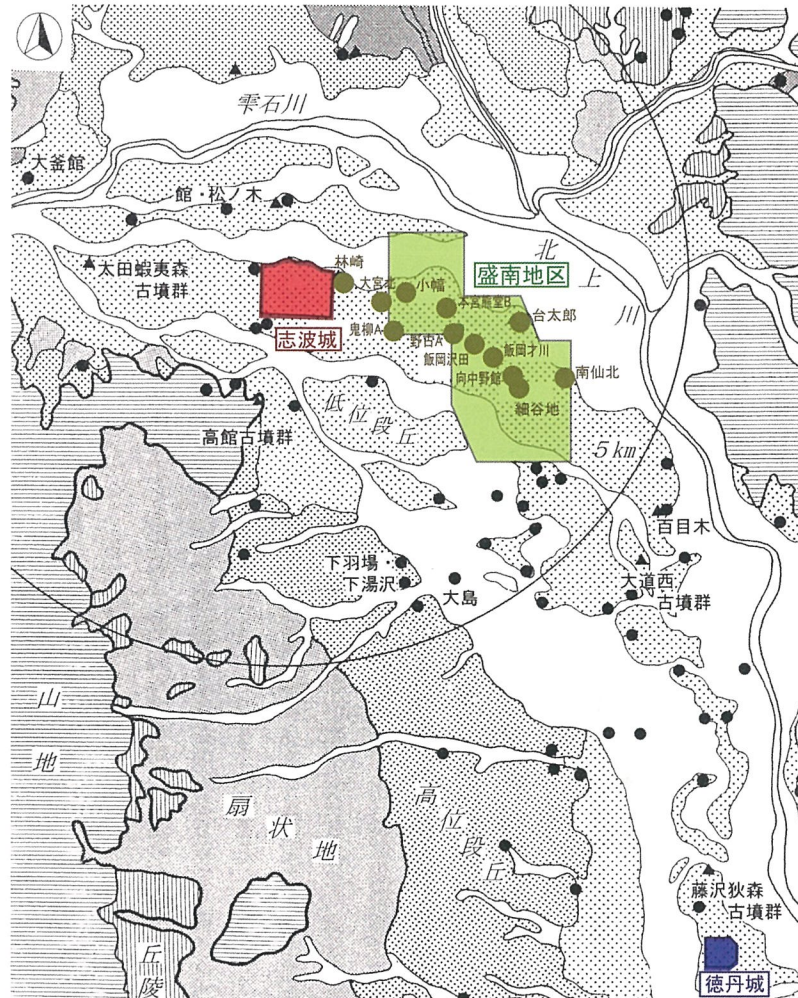 雫石川
大釜館
館・松ノ木
北上川
太田蝦夷森
古墳群
林崎
大宮北
小幡
盛南地区
本宮熊堂B
台太郎
志波城
鬼柳A
野古A
飯岡沢田
飯岡才川
向中野館
南仙北
細谷地
低位段丘
高館古墳群
5km
百目木
下羽場・
下湯沢
大島
大道西
古墳群
山地
扇状地
高位段丘
藤沢狄森
古墳群
丘陵
徳丹城